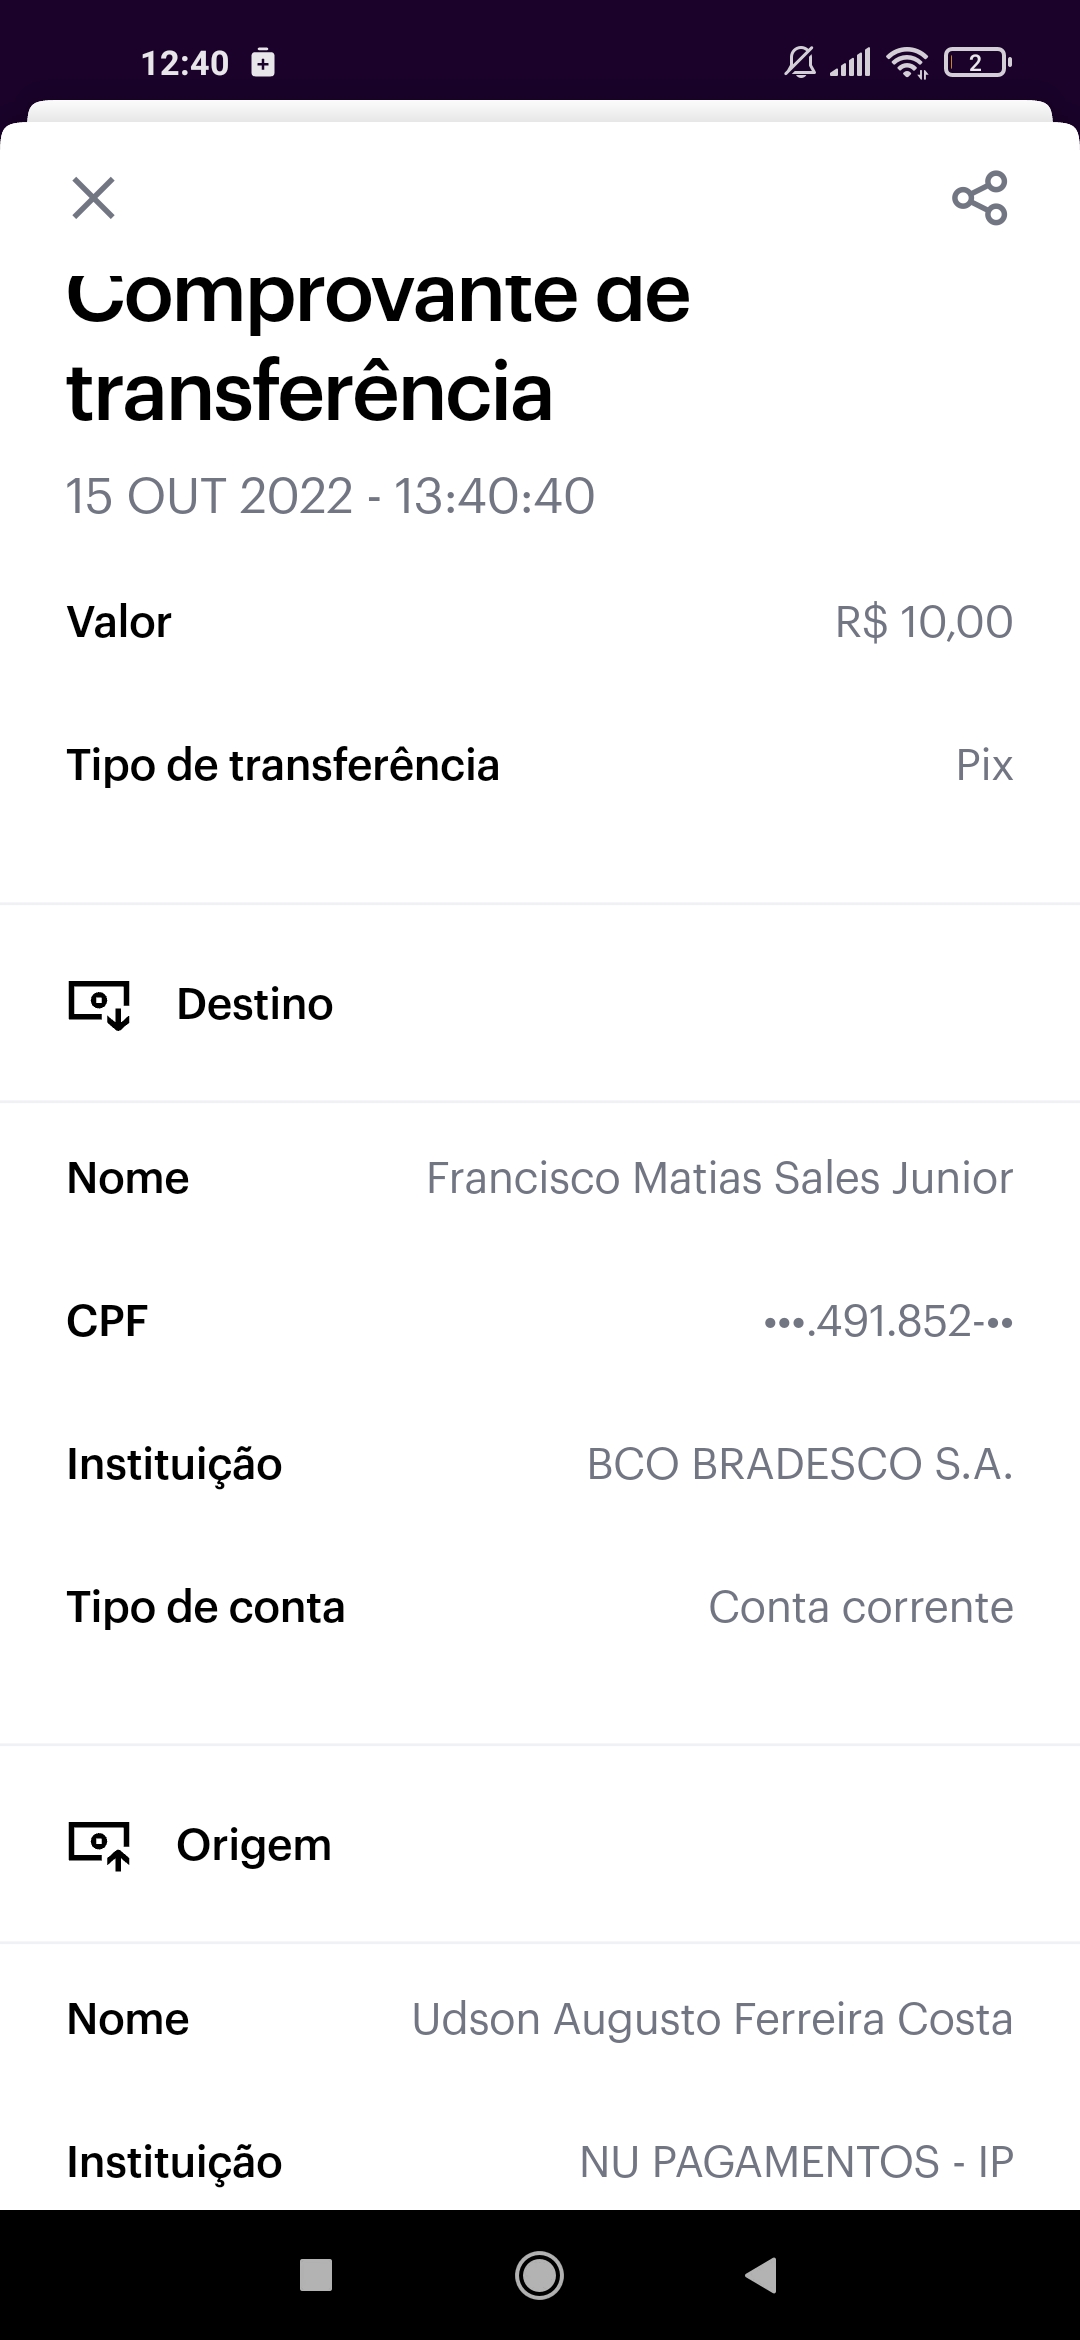 12:40
2
Comprovante de
transferência
15 OUT 2022 - 13:40:40
Valor R$ 10,00
Tipo de transferência Pix
Destino
Nome Francisco Matias Sales Junior
CPF •••.491.852-••
Instituição BCO BRADESCO S.A.
Tipo de conta Conta corrente
Origem
Nome Udson Augusto Ferreira Costa
Instituição NU PAGAMENTOS - IP